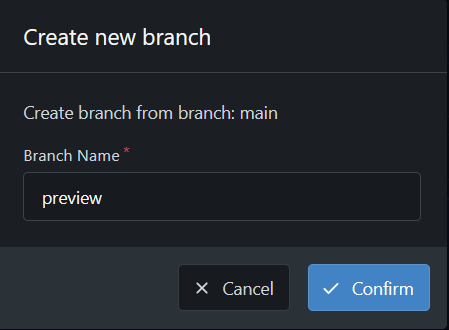 Create new branch
Create branch from branch: main
Branch Name *
preview
Cancel
Confirm